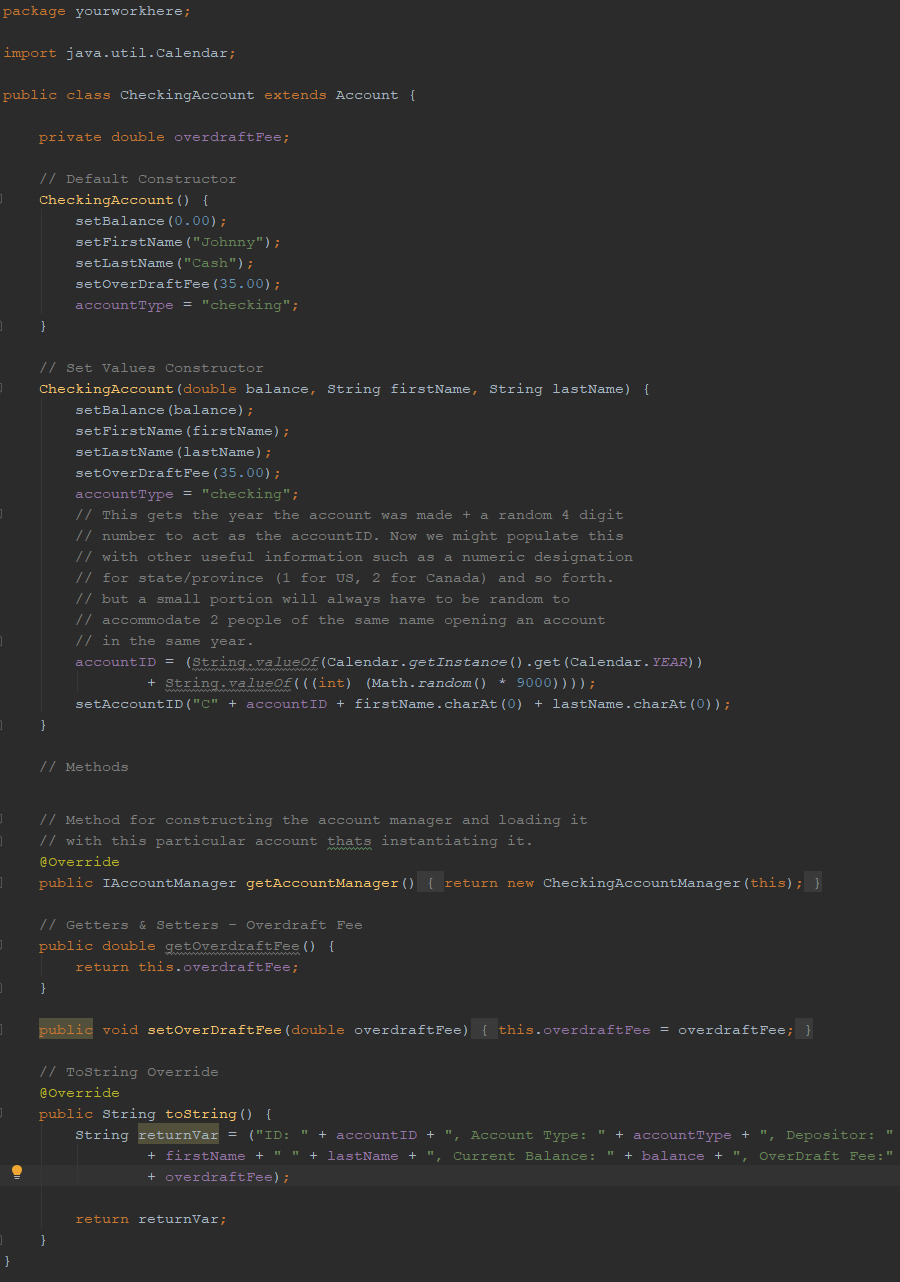 package yourworkhere;
import java.util.Calendar;
public class CheckingAccount extends Account {
private double overdraftFee;
// Default Constructor
CheckingAccount() {
setBalance(0.00);
setFirstName("Johnny");
setLastName("Cash");
setOverDraftFee(35.00);
accountType = "checking";
}
// Set Values Constructor
CheckingAccount(double balance, String firstName, String lastName) {
setBalance(balance);
setFirstName(firstName);
setLastName(lastName);
setOverDraftFee(35.00);
accountType = "checking";
// This gets the year the account was made + a random 4 digit
// number to act as the accountID. Now we might populate this
// with other useful information such as a numeric designation
// for state/province (1 for US, 2 for Canada) and so forth.
// but a small portion will always have to be random to
// accommodate 2 people of the same name opening an account
// in the same year.
accountID = (String.valueOf(Calendar.getInstance().get(Calendar.YEAR))
+ String.valueOf(((int) (Math.random() * 9000))));
setAccountID("C" + accountID + firstName.charAt(0) + lastName.charAt(0));
}
// Methods
// Method for constructing the account manager and loading it
// with this particular account thats instantiating it.
@Override
public IAccountManager getAccountManager() { return new CheckingAccountManager(this); }
// Getters & Setters - Overdraft Fee
public double getOverdraftFee() {
return this.overdraftFee;
}
public void setOverDraftFee(double overdraftFee) { this.overdraftFee = overdraftFee; }
// ToString Override
@Override
public String toString() {
String returnVar = ("ID: " + accountID + ", Account Type: " + accountType + ", Depositor: "
+ firstName + " " + lastName + ", Current Balance: " + balance + ", OverDraft Fee:"
+ overdraftFee);
return returnVar;
}
}